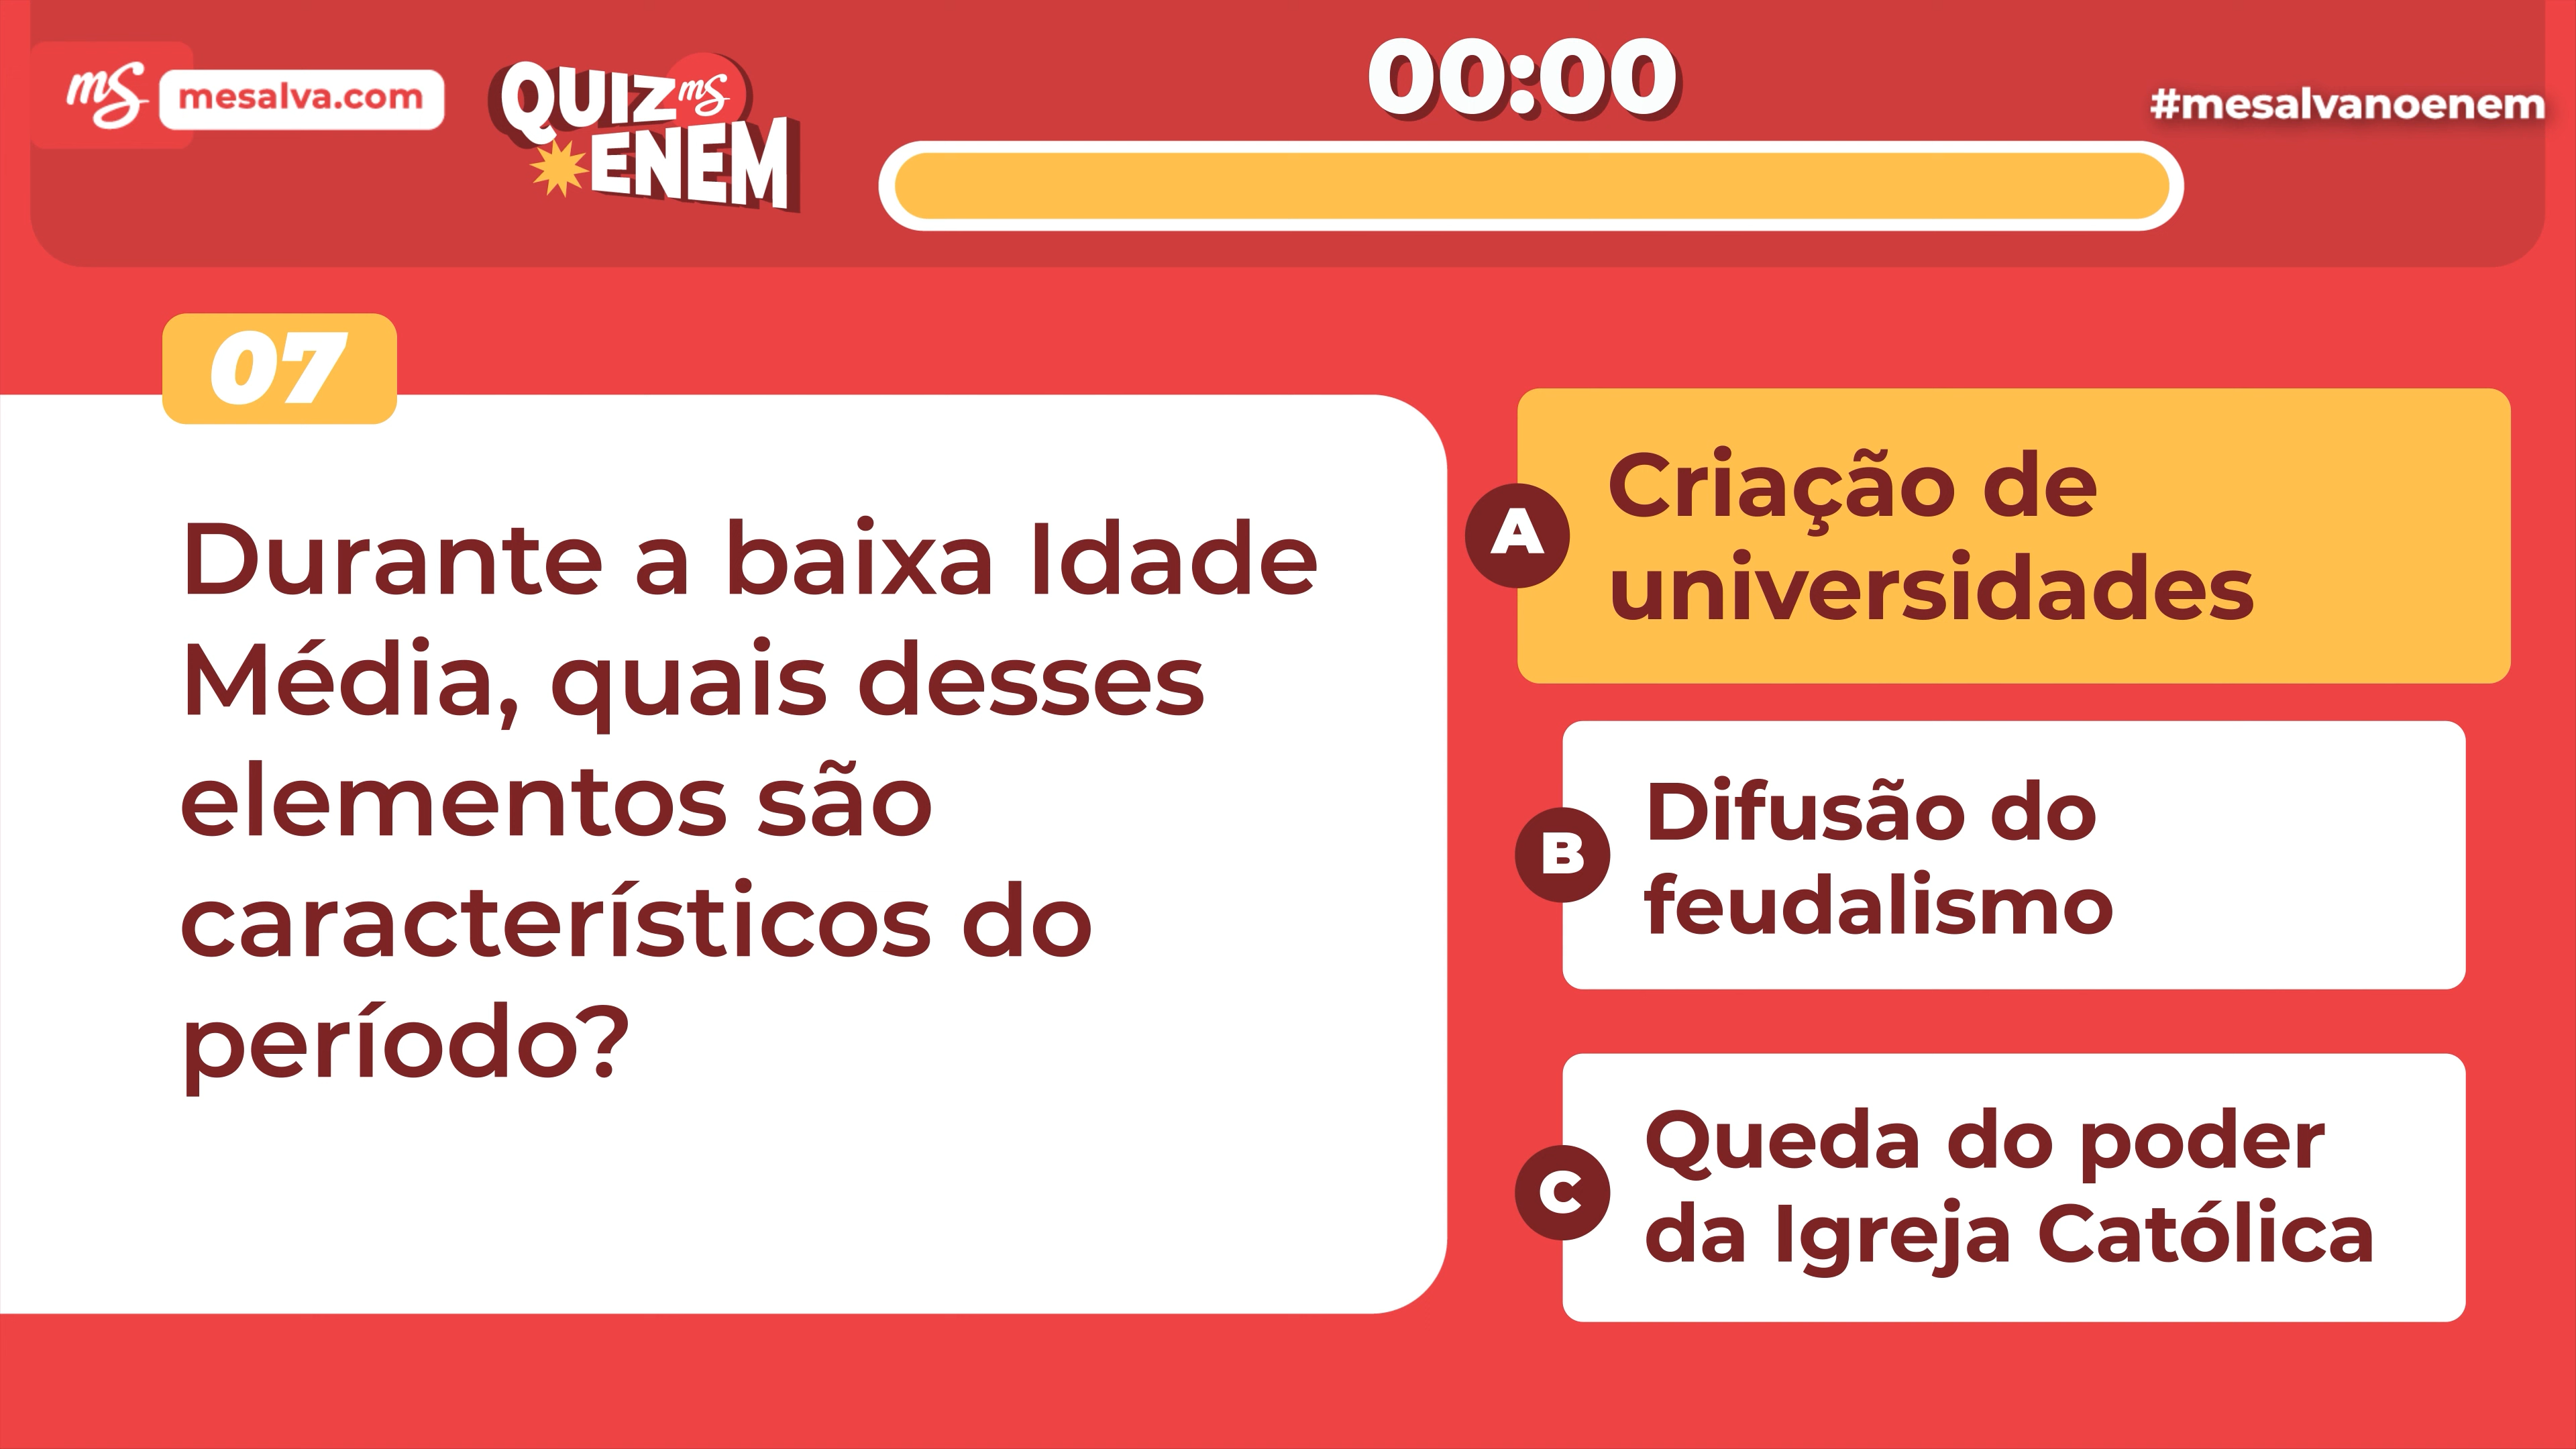 mS mesalva.com
QUIZ mS
ENEM
00:00
#mesalvanoenem
07
Durante a baixa Idade
Média, quais desses
elementos são
característicos do
período?
A
Criação de
universidades
B
Difusão do
feudalismo
C
Queda do poder
da Igreja Católica